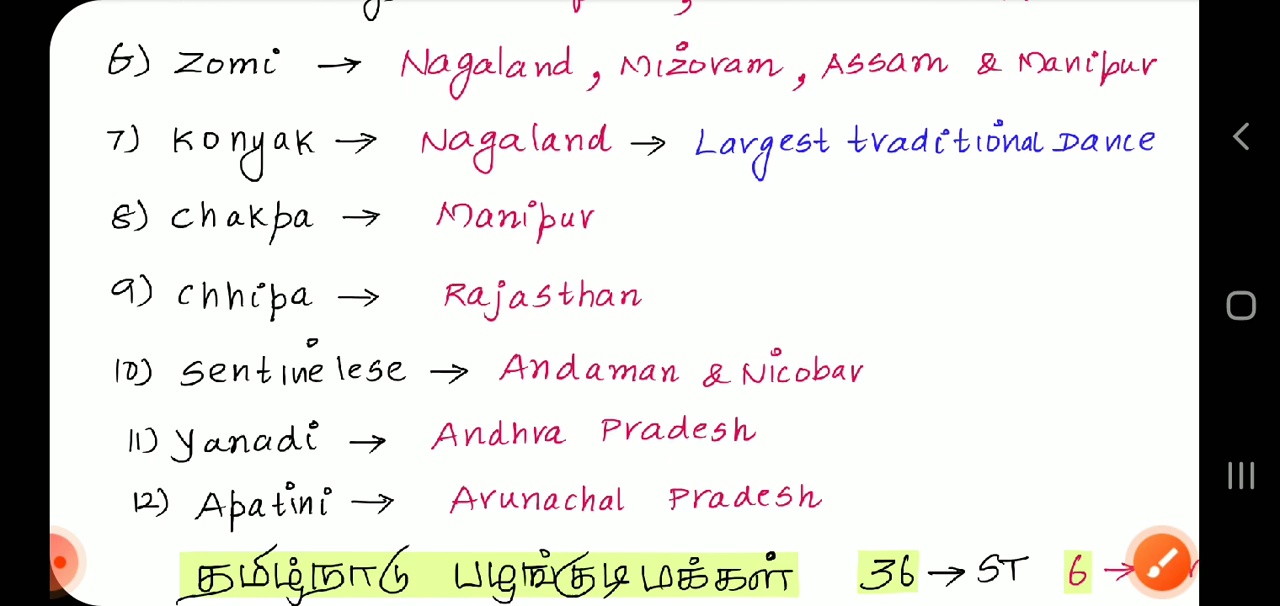 6) Zomi → Nagaland, Mizoram, Assam & Manipur
7) Konyak → Nagaland → Largest traditional Dance
8) Chakpa → Manipur
9) Chhipa → Rajasthan
10) Sentinelese → Andaman & Nicobar
11) Yanadi → Andhra Pradesh
12) Apatini → Arunachal Pradesh
தமிழ்நாடு பழங்குடி மக்கள் 36 → ST 6 →